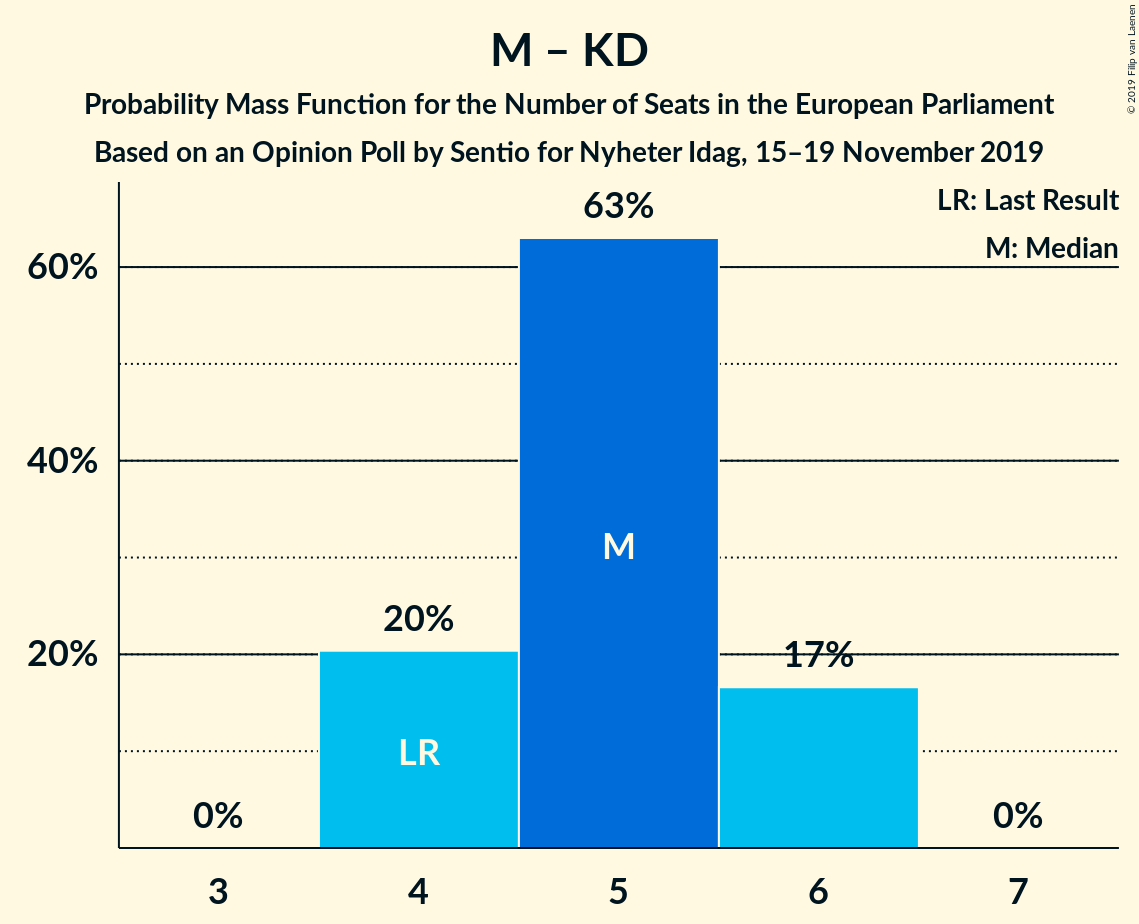 M – KD
Probability Mass Function for the Number of Seats in the European Parliament
Based on an Opinion Poll by Sentio for Nyheter Idag, 15–19 November 2019
© 2019 Filip van Laenen
LR: Last Result
M: Median
60%
40%
20%
0%
20%
LR
63%
M
17%
0%
3
4
5
6
7